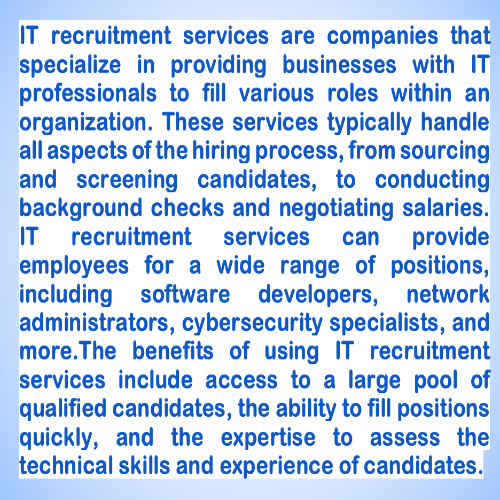 IT recruitment services are companies that
specialize in providing businesses with IT
professionals to fill various roles within an
organization. These services typically handle
all aspects of the hiring process, from sourcing
and screening candidates, to conducting
background checks and negotiating salaries.
IT recruitment services can provide
employees for a wide range of positions,
including software developers, network
administrators, cybersecurity specialists, and
more.The benefits of using IT recruitment
services include access to a large pool of
qualified candidates, the ability to fill positions
quickly, and the expertise to assess the
technical skills and experience of candidates.